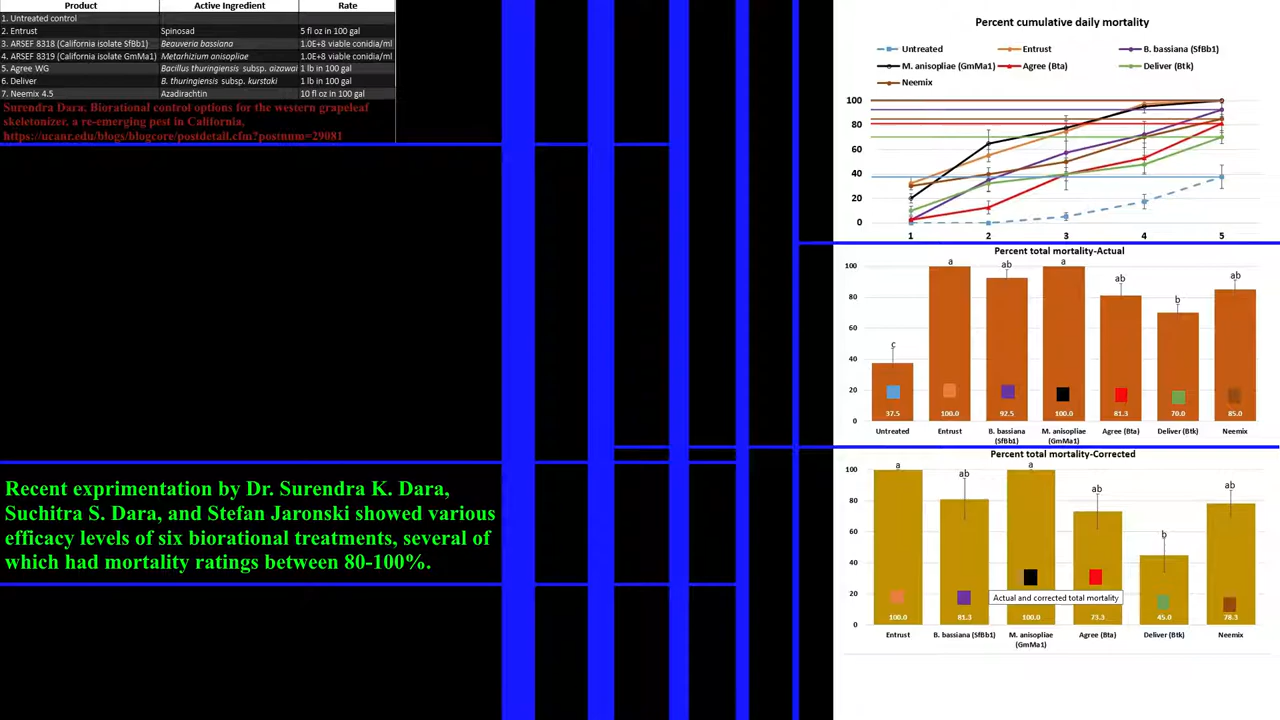 Product Active Ingredient Rate
1. Untreated control
2. Entrust Spinosad 5 fl oz in 100 gal
3. ARSEF 8318 (California isolate SfBb1) Beauveria bassiana 1.0E+8 viable conidia/ml
4. ARSEF 8319 (California isolate GmMa1) Metarhizium anisopliae 1.0E+8 viable conidia/ml
5. Agree WG Bacillus thuringiensis subsp. aizawai 1 lb in 100 gal
6. Deliver B. thuringiensis subsp. kurstaki 1 lb in 100 gal
7. Neemix 4.5 Azadirachtin 10 fl oz in 100 gal
Surendra Dara, Biorational control options for the western grapeleaf
skeletonizer, a re-emerging pest in California,
https://ucanr.edu/blogs/blogcore/postdetail.cfm?postnum=29081
Recent exprimentation by Dr. Surendra K. Dara,
Suchitra S. Dara, and Stefan Jaronski showed various
efficacy levels of six biorational treatments, several of
which had mortality ratings between 80-100%.
Percent cumulative daily mortality
Untreated Entrust B. bassiana (SfBb1)
M. anisopliae (GmMa1) Agree (Bta) Deliver (Btk)
Neemix
100
80
60
40
20
0
1 2 3 4 5
Percent total mortality-Actual
100
80
60
40
20
0
c a ab a ab b ab
37.5 100.0 92.5 100.0 81.3 70.0 85.0
Untreated Entrust B. bassiana M. anisopliae Agree (Bta) Deliver (Btk) Neemix
(SfBb1) (GmMa1)
Percent total mortality-Corrected
100
80
60
40
20
0
a ab a ab b ab
Actual and corrected total mortality
100.0 81.3 100.0 73.3 45.0 78.3
Entrust B. bassiana (SfBb1) M. anisopliae Agree (Bta) Deliver (Btk) Neemix
(GmMa1)